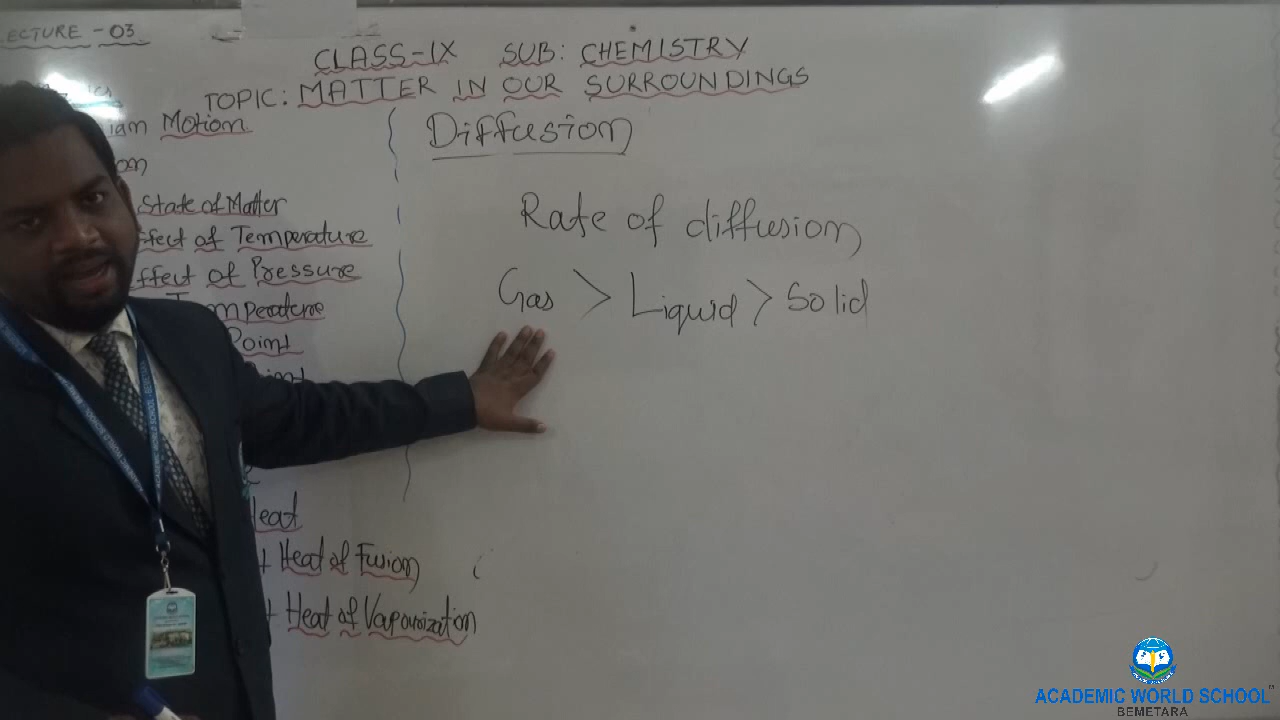 LECTURE - 03
CLASS-IX SUB: CHEMISTRY
TOPIC: MATTER IN OUR SURROUNDINGS
Motion
State of Matter
Effect of Temperature
Effect of Pressure
Temperature
Point
Heat
Heat of Fusion
Heat of Vapourization
Diffusion
Rate of diffusion
Gas > Liquid > Solid
ACADEMIC WORLD SCHOOL
BEMETARA